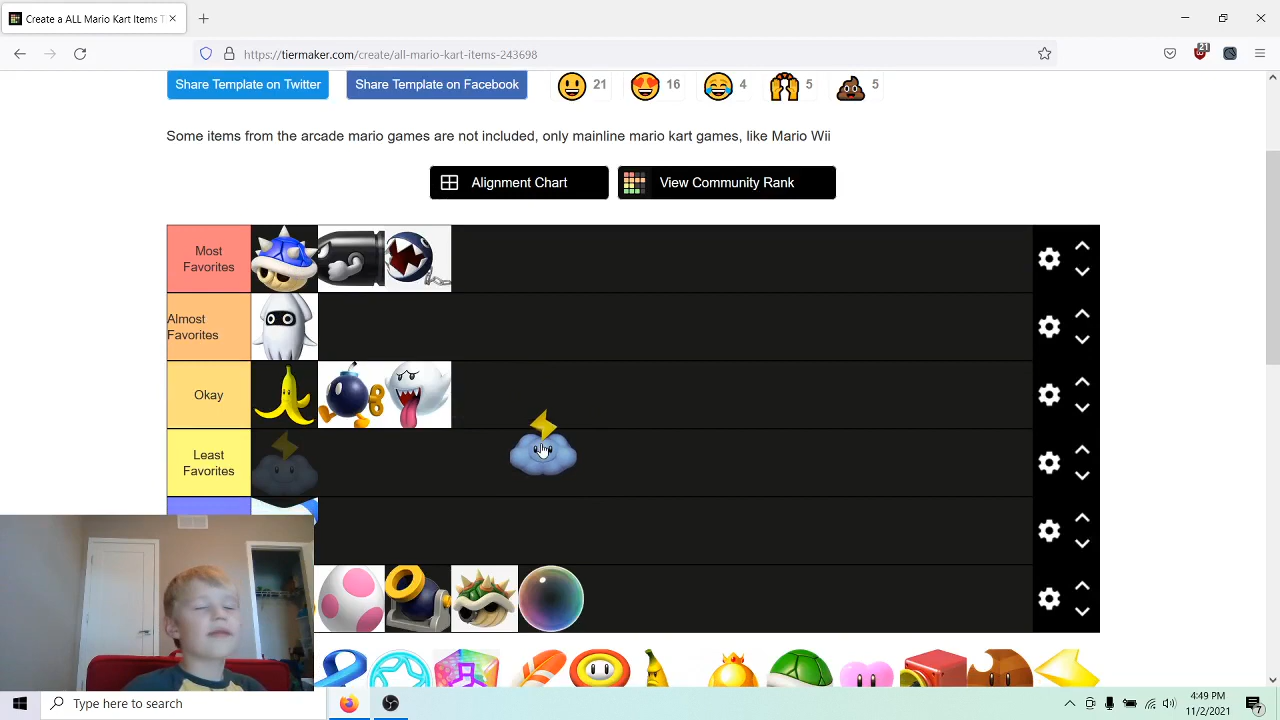 Create a ALL Mario Kart Items T
https://tiermaker.com/create/all-mario-kart-items-243698
21
Share Template on Twitter
Share Template on Facebook
21
16
4
5
5
Some items from the arcade mario games are not included, only mainline mario kart games, like Mario Wii
Alignment Chart
View Community Rank
Most
Favorites
Almost
Favorites
Okay
Least
Favorites
Type here to search
4:49 PM
11/2/2021
7